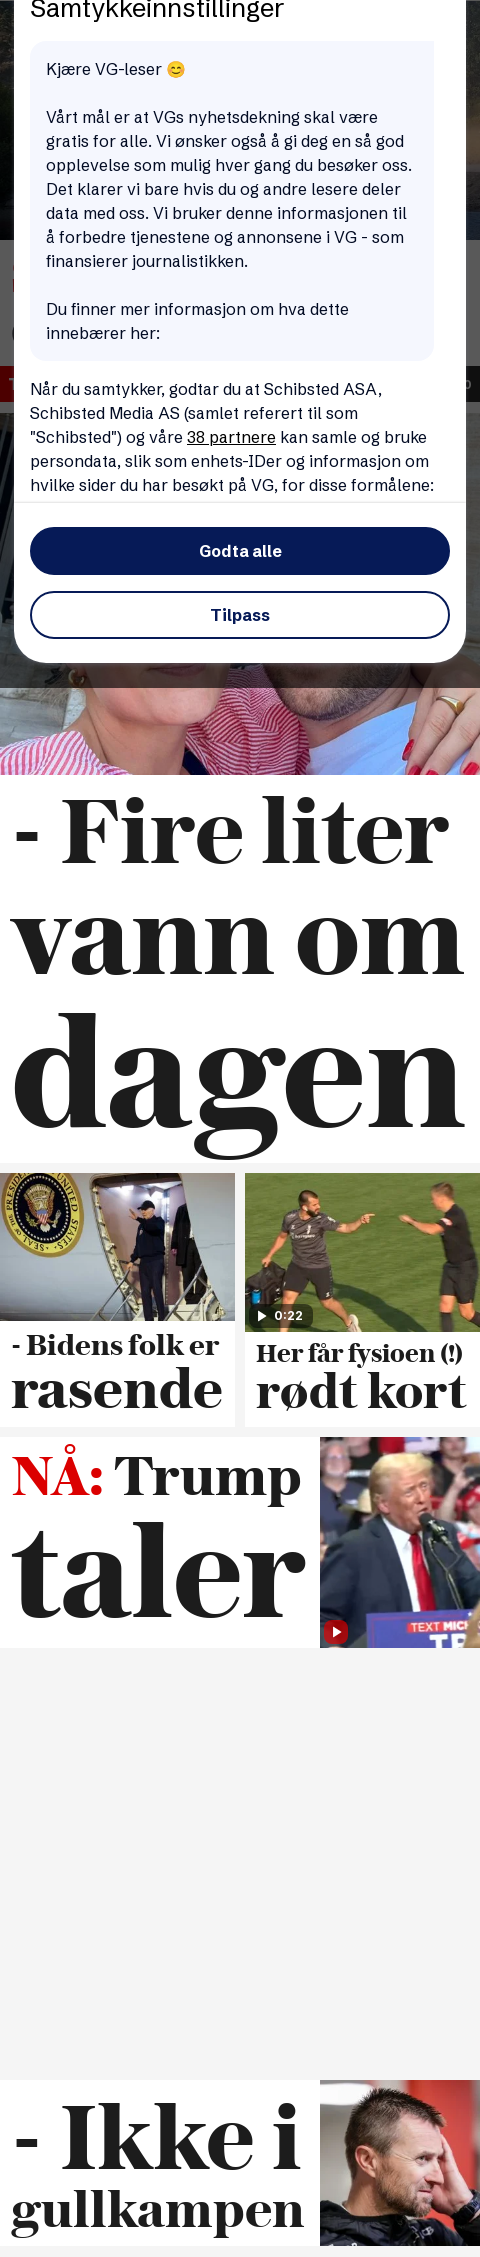 Samtykkeinnstillinger
Kjære VG-leser 😊
Vårt mål er at VGs nyhetsdekning skal være
gratis for alle. Vi ønsker også å gi deg en så god
opplevelse som mulig hver gang du besøker oss.
Det klarer vi bare hvis du og andre lesere deler
data med oss. Vi bruker denne informasjonen til
å forbedre tjenestene og annonsene i VG - som
finansierer journalistikken.
Du finner mer informasjon om hva dette
innebærer her:
Når du samtykker, godtar du at Schibsted ASA,
Schibsted Media AS (samlet referert til som
"Schibsted") og våre 38 partnere kan samle og bruke
persondata, slik som enhets-IDer og informasjon om
hvilke sider du har besøkt på VG, for disse formålene:
Godta alle
Tilpass
- Fire liter
vann om
dagen
0:22
- Bidens folk er
rasende
Her får fysioen (!)
rødt kort
NÅ: Trump
taler
TEXT MICH
- Ikke i
gullkampen